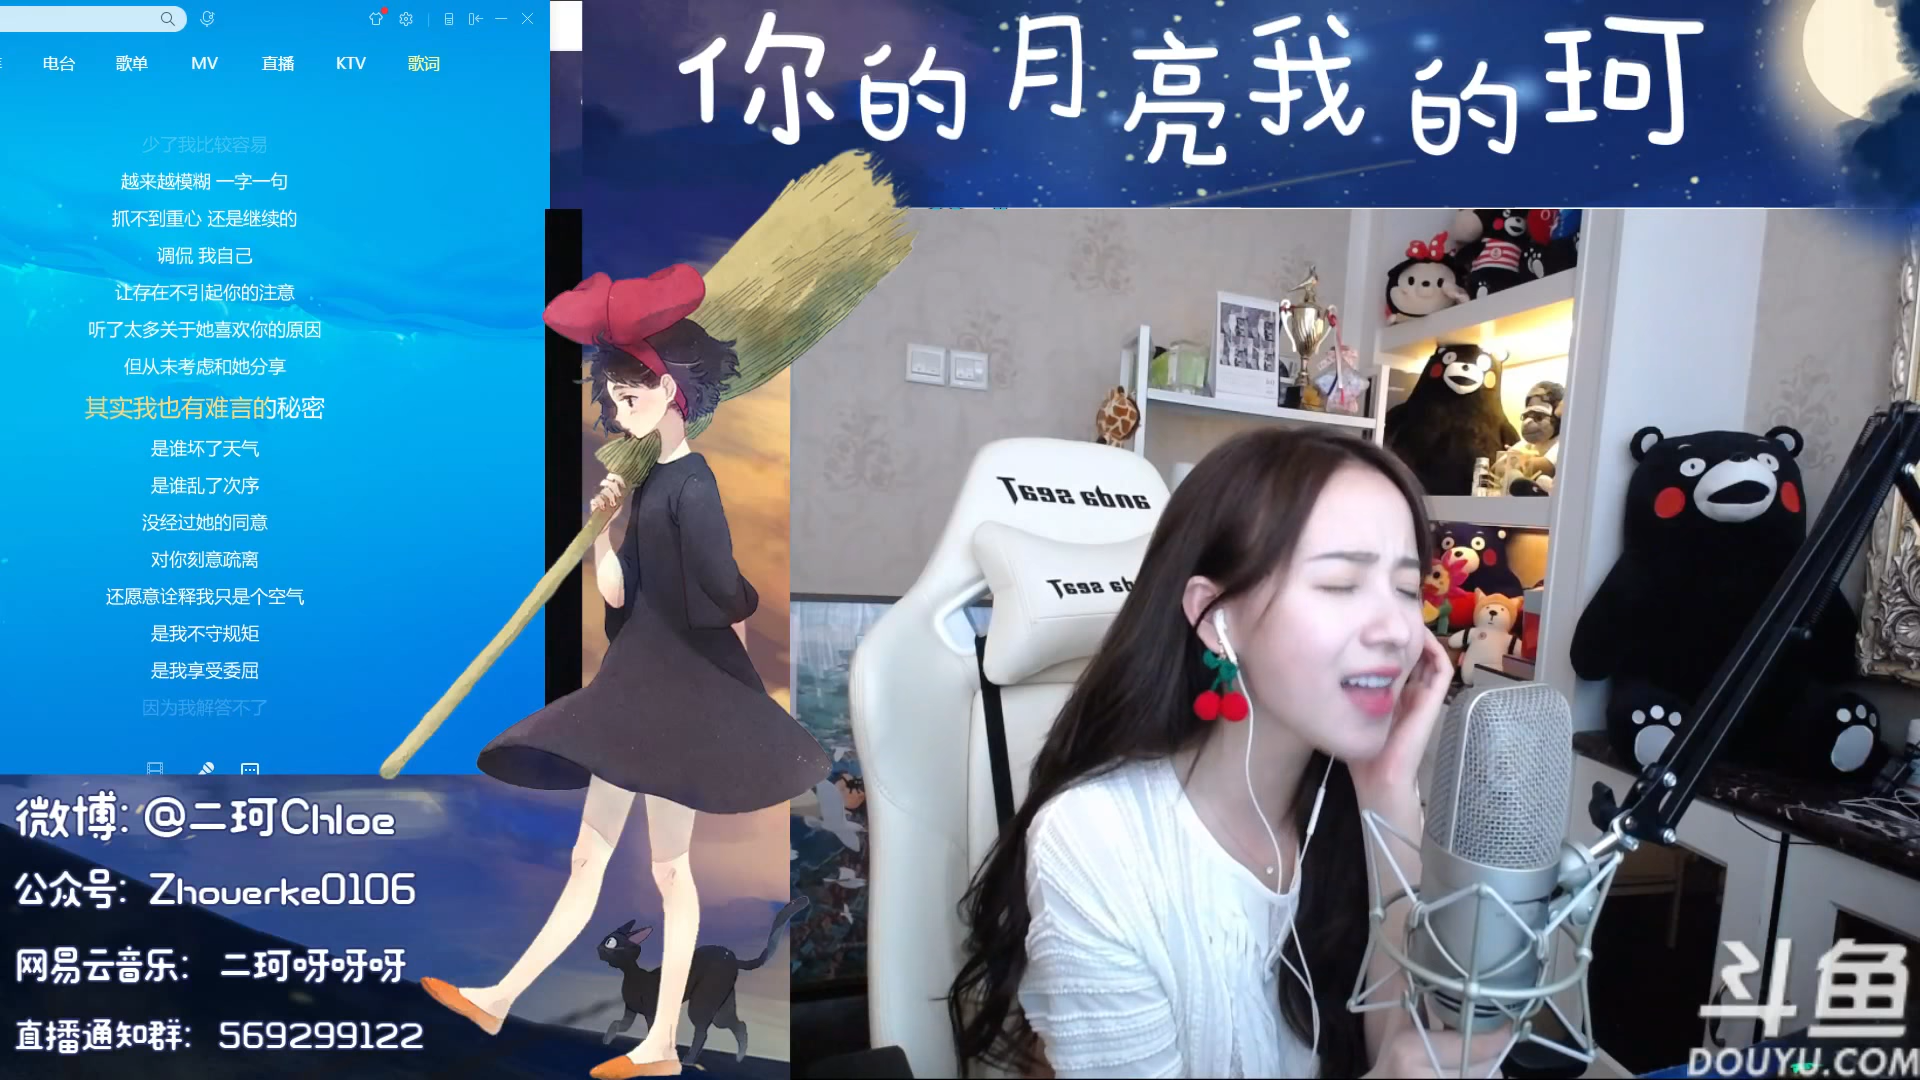 你的月亮我的珂
电台 歌单 MV 直播 KTV 歌词
少了我比较容易
越来越模糊 一字一句
抓不到重心 还是继续的
调侃 我自己
让存在不引起你的注意
听了太多关于她喜欢你的原因
但从未考虑和她分享
其实我也有难言的秘密
是谁坏了天气
是谁乱了次序
没经过她的同意
对你刻意疏离
还愿意诠释我只是个空气
是我不守规矩
是我享受委屈
因为我解答不了
微博: @二珂Chloe
公众号: Zhouerke0106
网易云音乐: 二珂呀呀呀
直播通知群: 569299122
斗鱼
DOUYU.COM